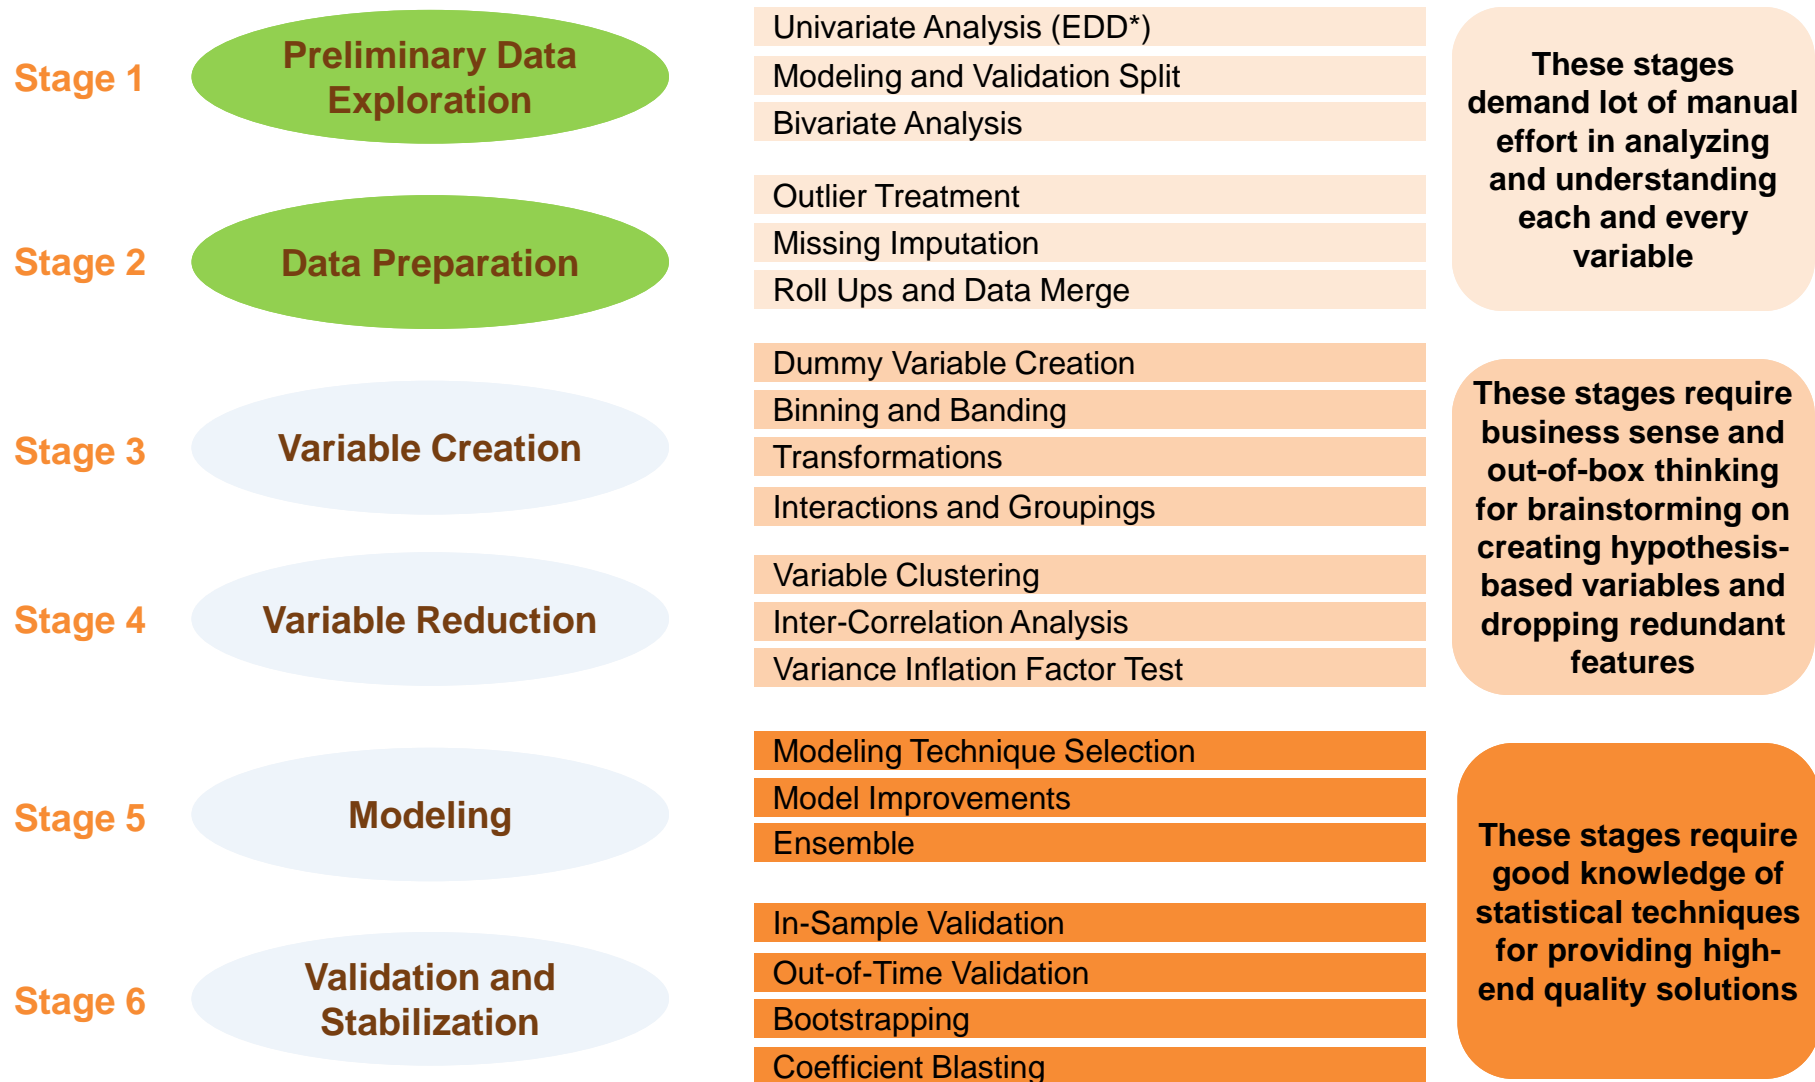 Stage 1
Preliminary Data
Exploration
Univariate Analysis (EDD*)
Modeling and Validation Split
Bivariate Analysis
Stage 2
Data Preparation
Outlier Treatment
Missing Imputation
Roll Ups and Data Merge
These stages
demand lot of manual
effort in analyzing
and understanding
each and every
variable
Stage 3
Variable Creation
Dummy Variable Creation
Binning and Banding
Transformations
Interactions and Groupings
Stage 4
Variable Reduction
Variable Clustering
Inter-Correlation Analysis
Variance Inflation Factor Test
These stages require
business sense and
out-of-box thinking
for brainstorming on
creating hypothesis-
based variables and
dropping redundant
features
Stage 5
Modeling
Modeling Technique Selection
Model Improvements
Ensemble
Stage 6
Validation and
Stabilization
In-Sample Validation
Out-of-Time Validation
Bootstrapping
Coefficient Blasting
These stages require
good knowledge of
statistical techniques
for providing high-
end quality solutions